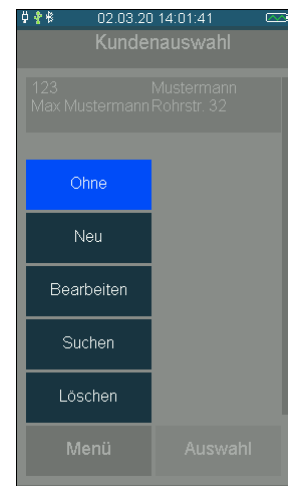 02.03.20 14:01:41
Kundenauswahl
123 Mustermann
Max Mustermann Rohrstr. 32
Ohne
Neu
Bearbeiten
Suchen
Löschen
Menü Auswahl